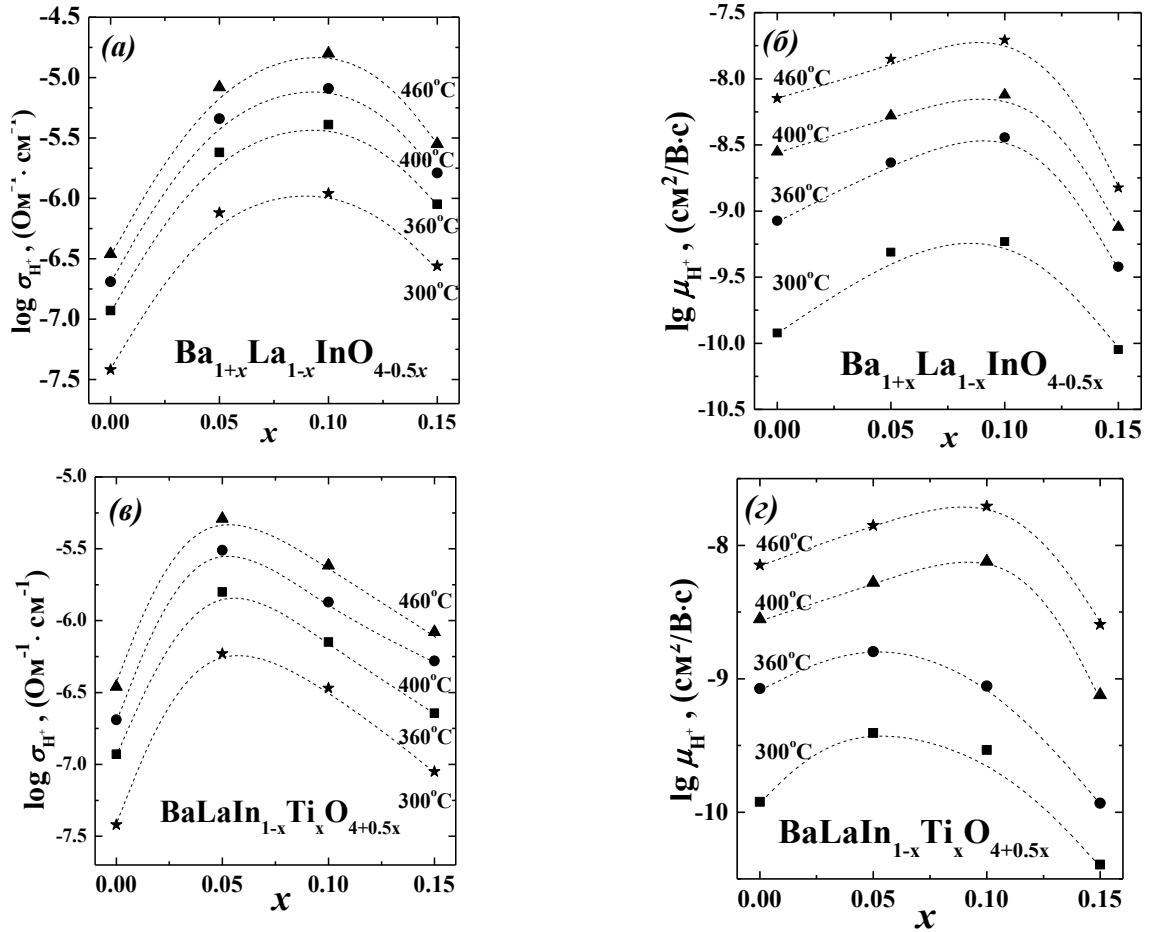 (а)
log σH+, (Ом⁻¹· см⁻¹)
-4.5
-5.0
-5.5
-6.0
-6.5
-7.0
-7.5
460°C
400°C
360°C
300°C
Ba1+xLa1-xInO4-0.5x
0.00 0.05 0.10 0.15
x
(б)
lg μH+ , (см²/В·с)
-7.5
-8.0
-8.5
-9.0
-9.5
-10.0
-10.5
460°C
400°C
360°C
300°C
Ba1+xLa1-xInO4-0.5x
0.00 0.05 0.10 0.15
x
(в)
log σH+ , (Ом⁻¹· см⁻¹)
-5.0
-5.5
-6.0
-6.5
-7.0
-7.5
460°C
400°C
360°C
300°C
BaLaIn1-xTixO4+0.5x
0.00 0.05 0.10 0.15
x
(г)
lg μH+ , (см²/В·с)
-8
-9
-10
460°C
400°C
360°C
300°C
BaLaIn1-xTixO4+0.5x
0.00 0.05 0.10 0.15
x